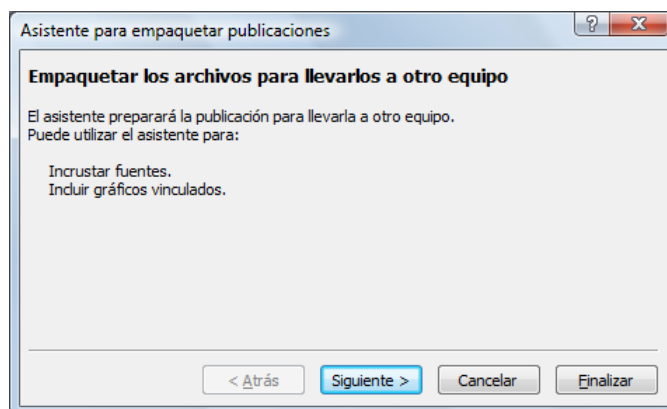 Asistente para empaquetar publicaciones
Empaquetar los archivos para llevarlos a otro equipo
El asistente preparará la publicación para llevarla a otro equipo.
Puede utilizar el asistente para:
Incrustar fuentes.
Incluir gráficos vinculados.
< Atrás Siguiente > Cancelar Finalizar